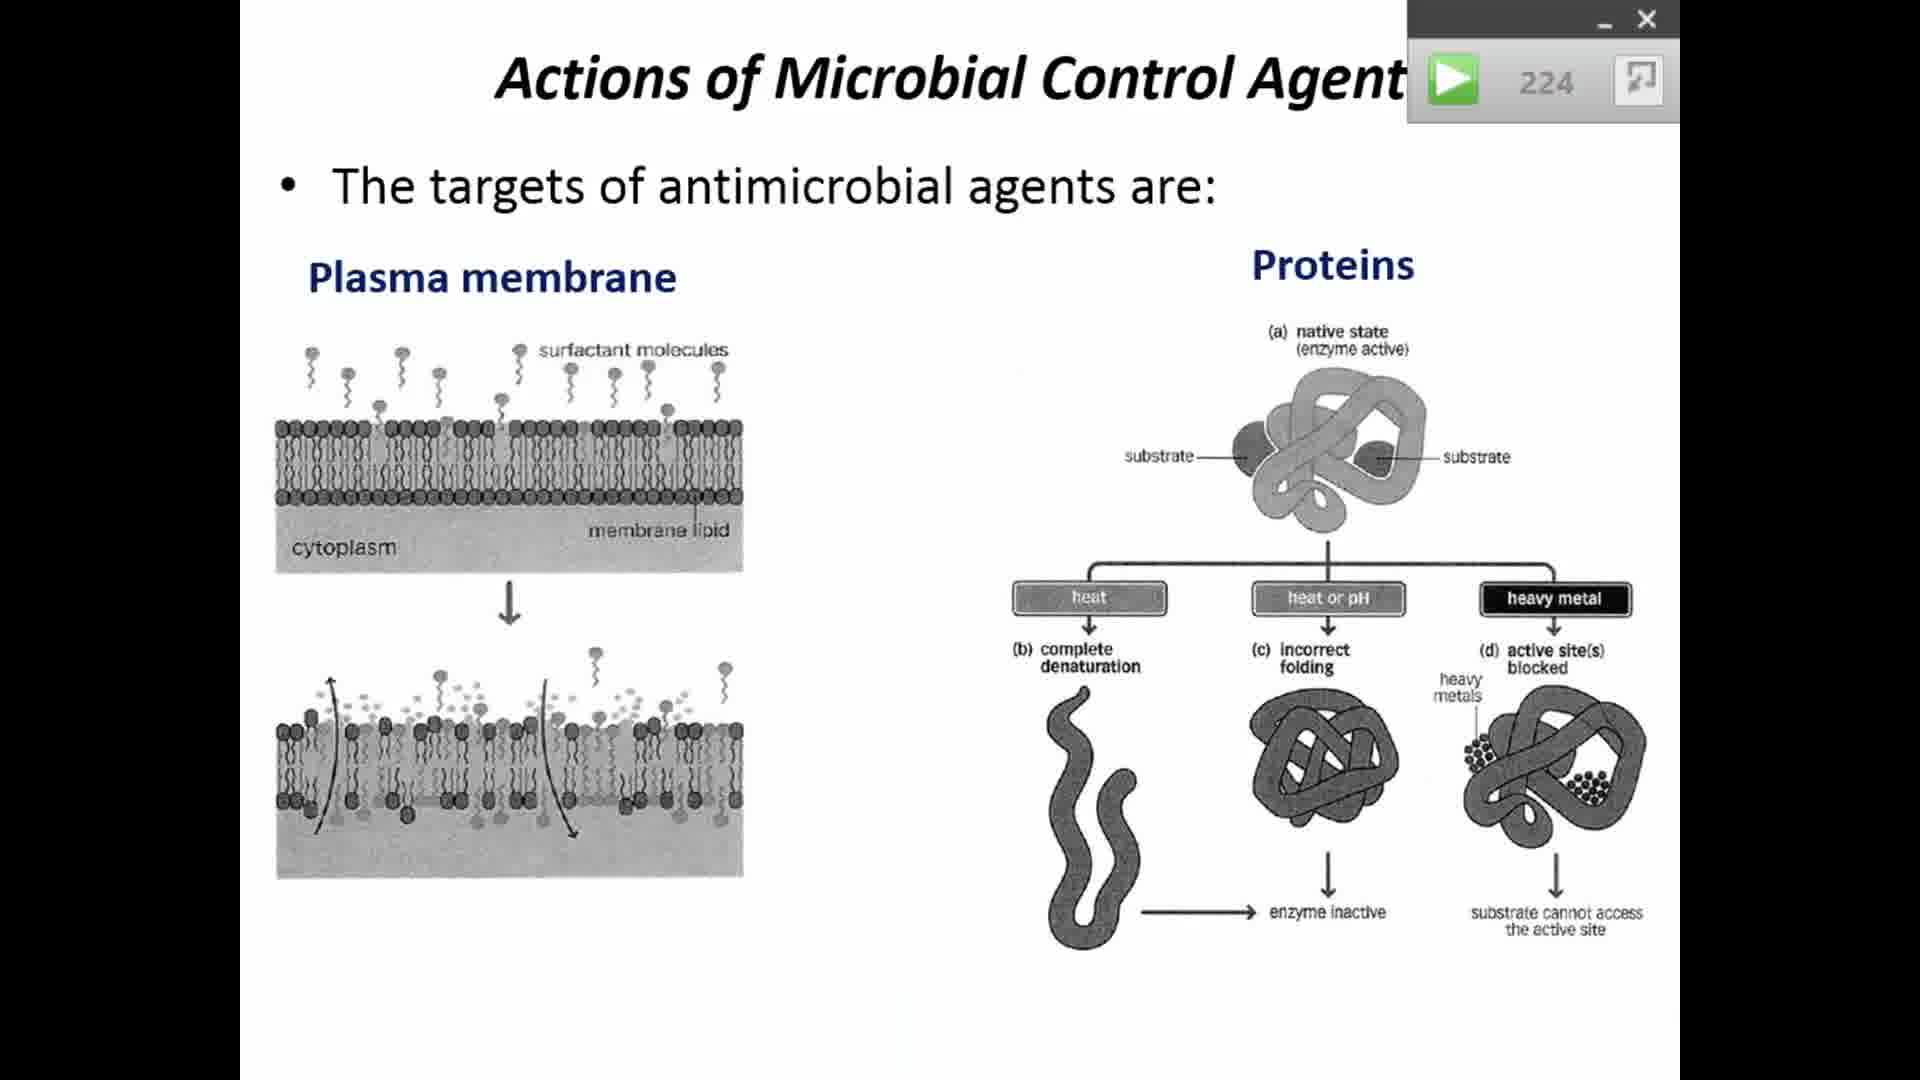 Actions of Microbial Control Agent
224
• The targets of antimicrobial agents are:
Plasma membrane
surfactant molecules
membrane lipid
cytoplasm
Proteins
(a) native state
(enzyme active)
substrate
substrate
heat
heat or pH
heavy metal
(b) complete
denaturation
(c) incorrect
folding
(d) active site(s)
blocked
heavy
metals
enzyme inactive
substrate cannot access
the active site